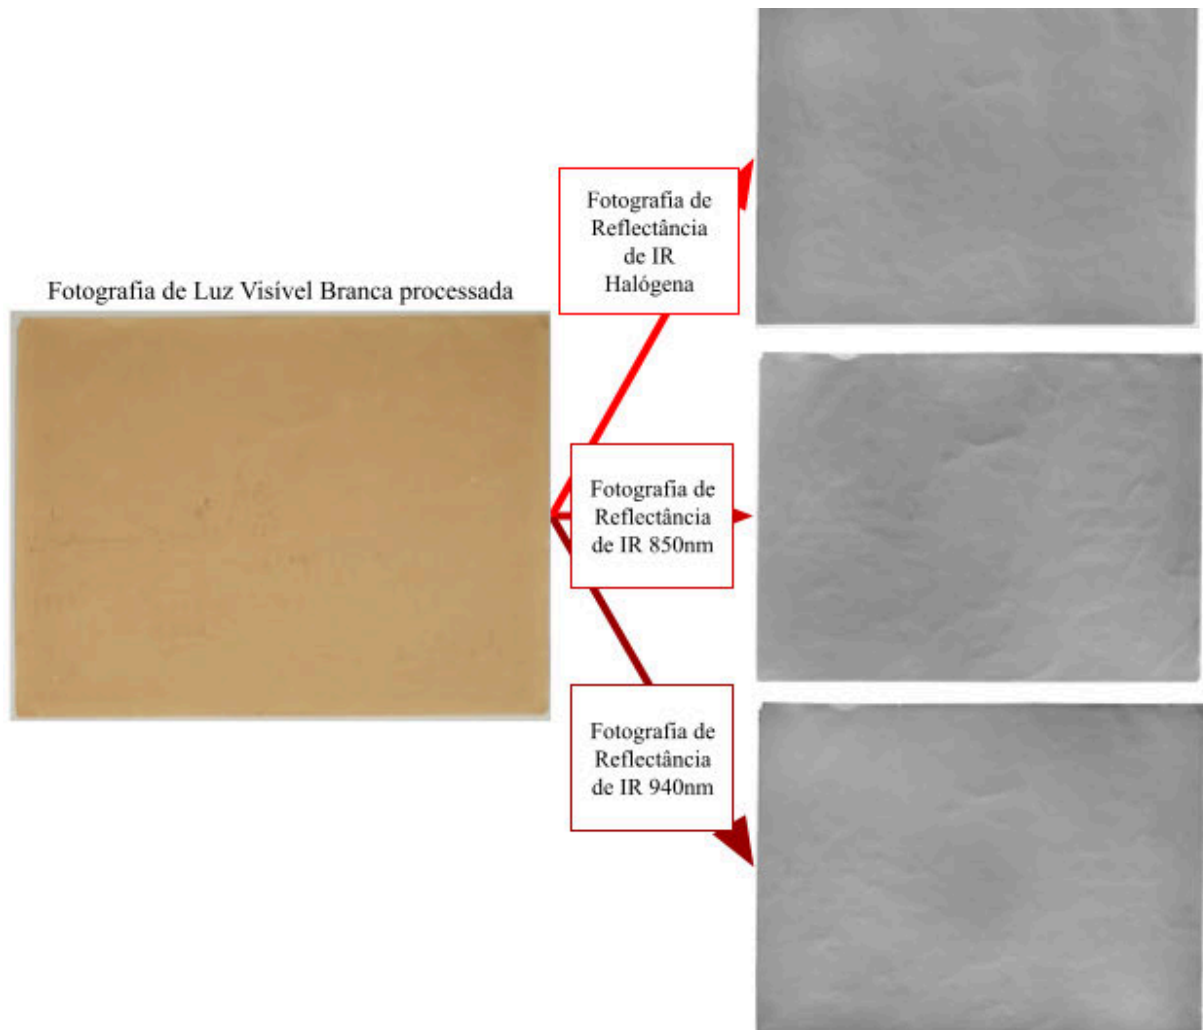 Fotografia de Luz Visível Branca processada
Fotografia de
Reflectância
de IR
Halógena
Fotografia de
Reflectância
de IR 850nm
Fotografia de
Reflectância
de IR 940nm